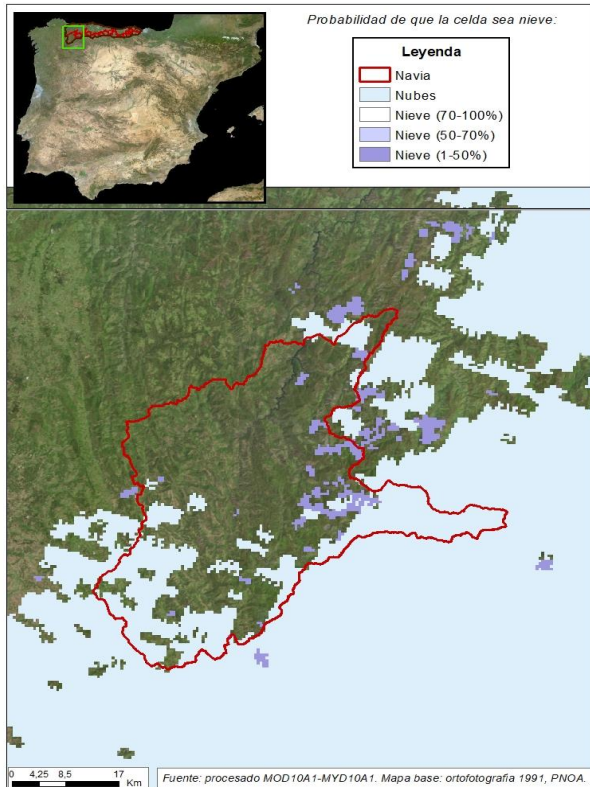 Probabilidad de que la celda sea nieve:
Leyenda
Navia
Nubes
Nieve (70-100%)
Nieve (50-70%)
Nieve (1-50%)
0 4,25 8,5 17
Km
Fuente: procesado MOD10A1-MYD10A1. Mapa base: ortofotografia 1991, PNOA.